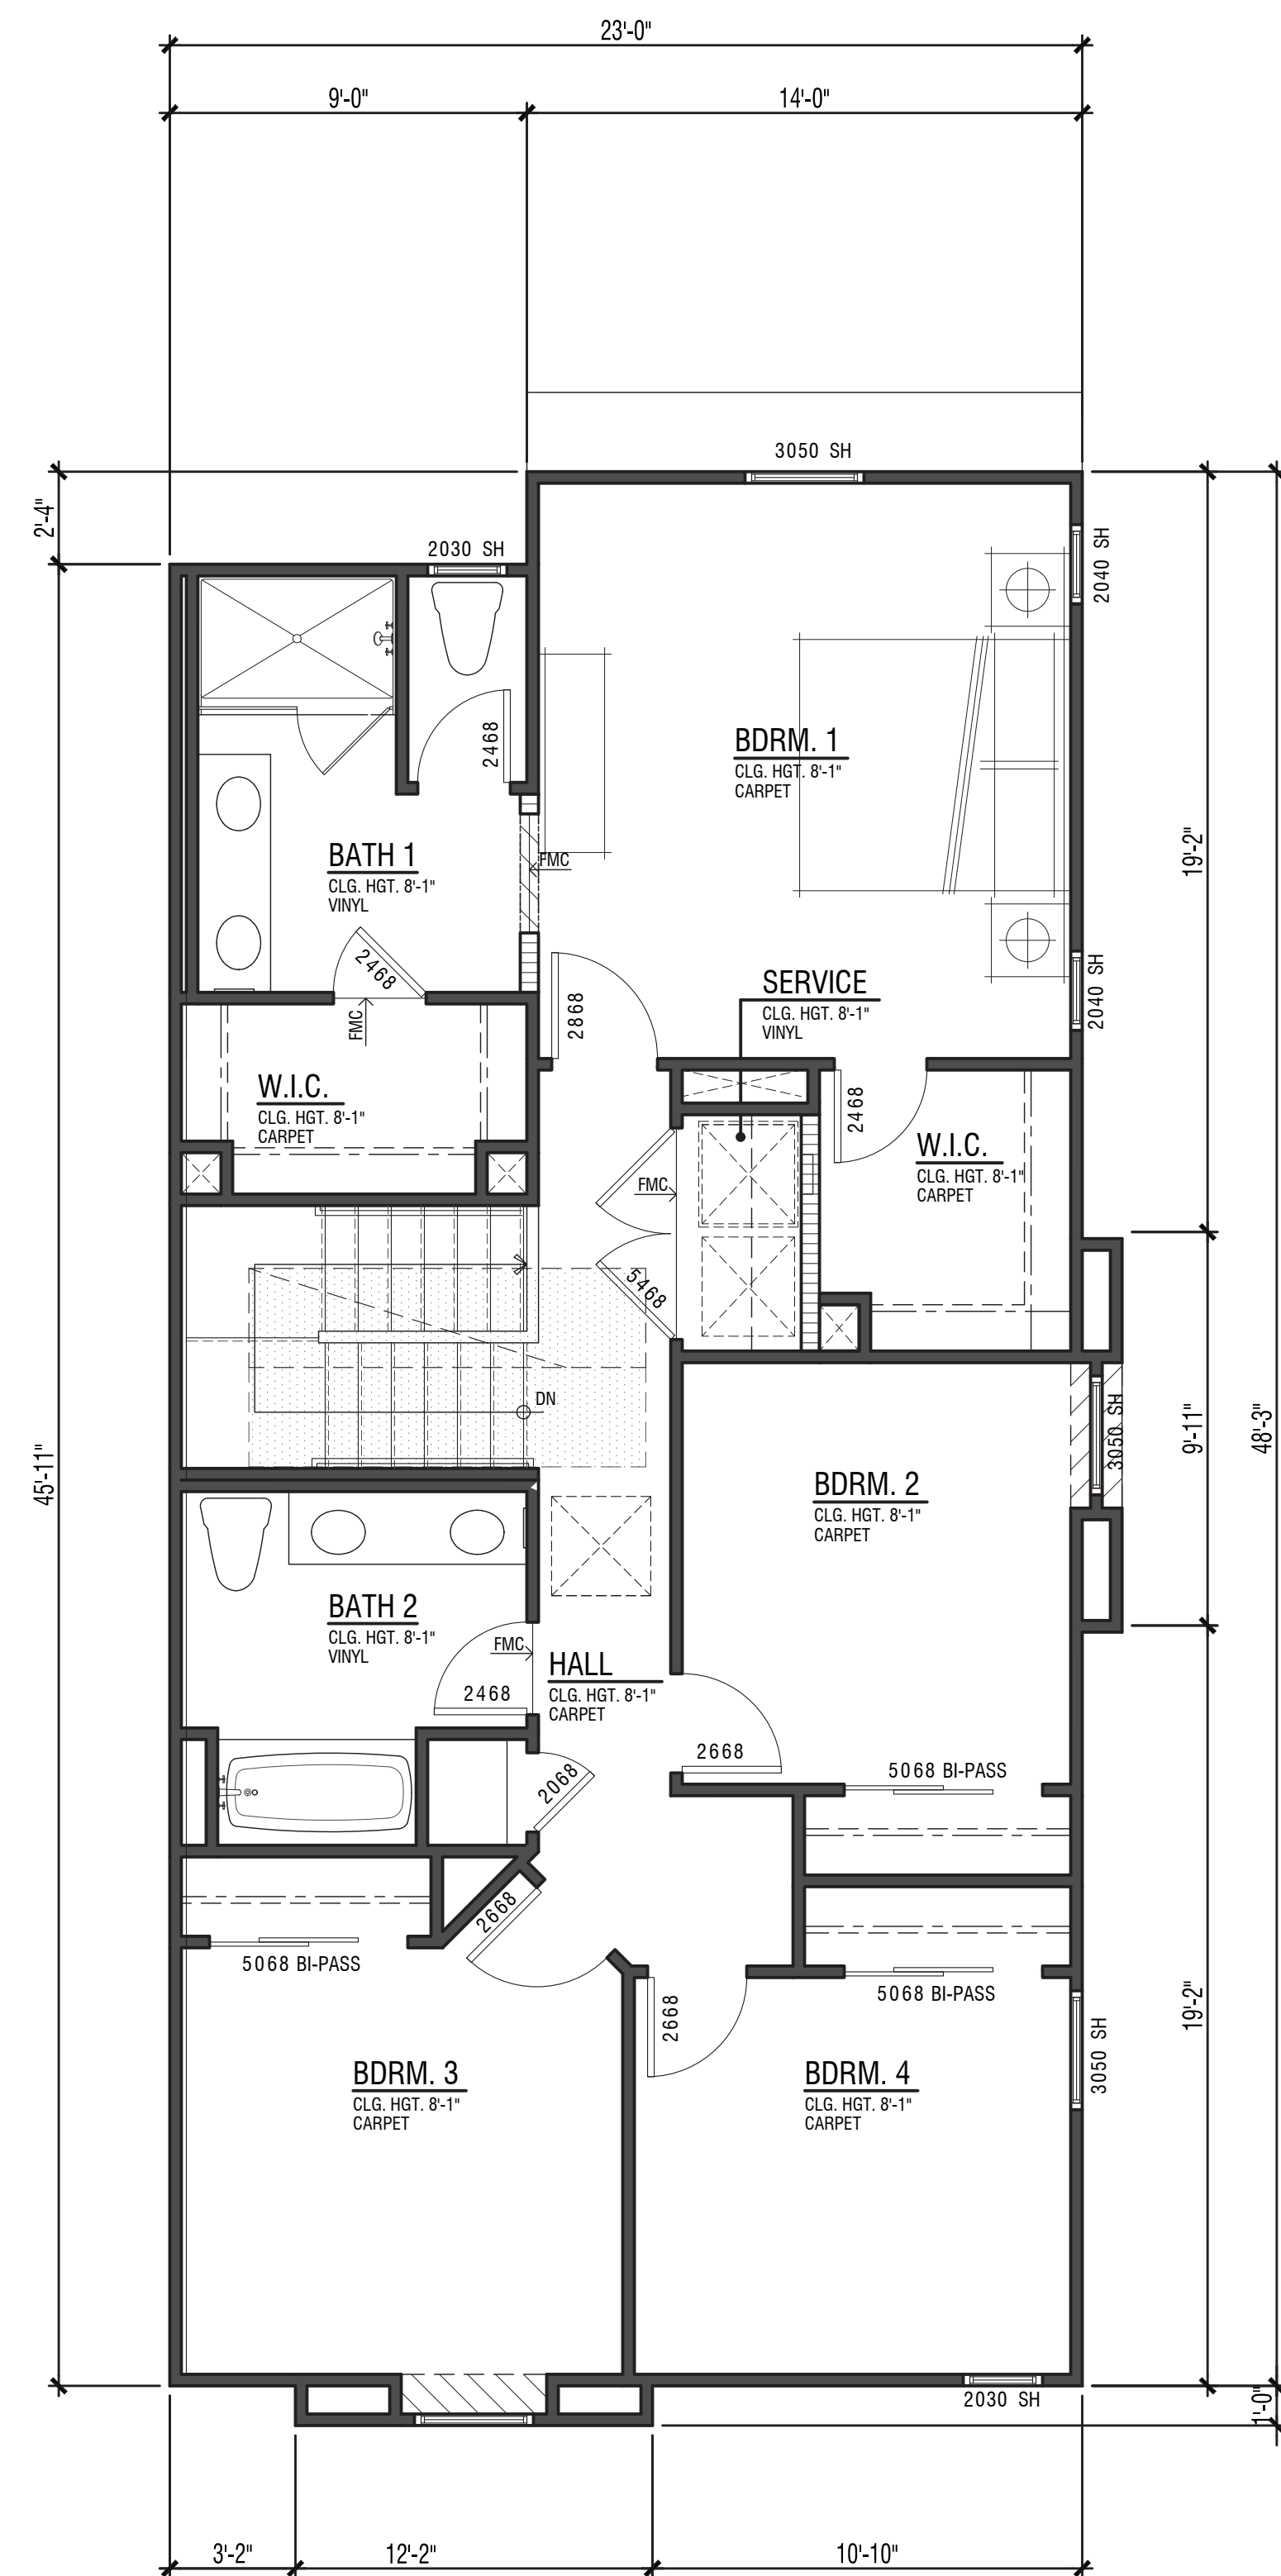 23'-0"
9'-0"
14'-0"
3050 SH
2'-4"
2030 SH
2040 SH
2468
BDRM. 1
CLG. HGT. 8'-1"
CARPET
BATH 1
CLG. HGT. 8'-1"
VINYL
FMC
19'-2"
2468
FMC
2868
SERVICE
CLG. HGT. 8'-1"
VINYL
2040 SH
W.I.C.
CLG. HGT. 8'-1"
CARPET
2468
W.I.C.
CLG. HGT. 8'-1"
CARPET
FMC
5468
DN
3050 SH
9'-11"
48'-3"
45'-11"
BDRM. 2
CLG. HGT. 8'-1"
CARPET
BATH 2
CLG. HGT. 8'-1"
VINYL
FMC
HALL
CLG. HGT. 8'-1"
CARPET
2468
2668
5068 BI-PASS
2068
2668
5068 BI-PASS
5068 BI-PASS
2668
3050 SH
19'-2"
BDRM. 3
CLG. HGT. 8'-1"
CARPET
BDRM. 4
CLG. HGT. 8'-1"
CARPET
2030 SH
1'-0"
3'-2"
12'-2"
10'-10"